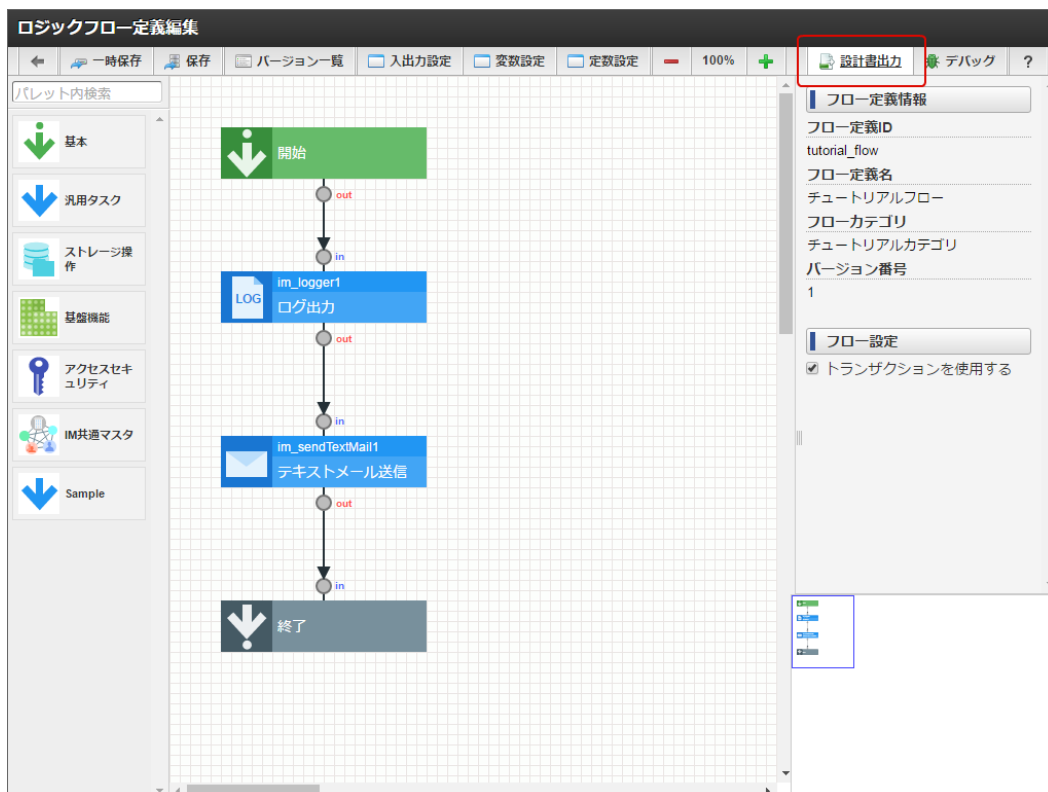 ロジックフロー定義編集
一時保存 保存 バージョン一覧 入出力設定 変数設定 定数設定 100% 設計書出力 デバッグ ?
パレット内検索
基本
汎用タスク
ストレージ操
作
基盤機能
アクセスセキ
ュリティ
IM共通マスタ
Sample
開始
out
in
im_logger1
LOG
ログ出力
out
in
im_sendTextMail1
テキストメール送信
out
in
終了
フロー定義情報
フロー定義ID
tutorial_flow
フロー定義名
チュートリアルフロー
フローカテゴリ
チュートリアルカテゴリ
バージョン番号
1
フロー設定
トランザクションを使用する